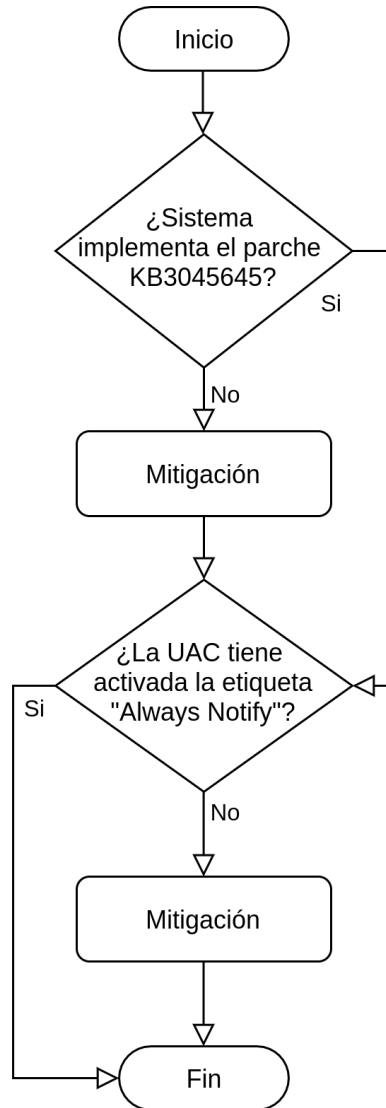 Inicio
¿Sistema
implementa el parche
KB3045645?
Si
No
Mitigación
¿La UAC tiene
activada la etiqueta
"Always Notify"?
Si
No
Mitigación
Fin